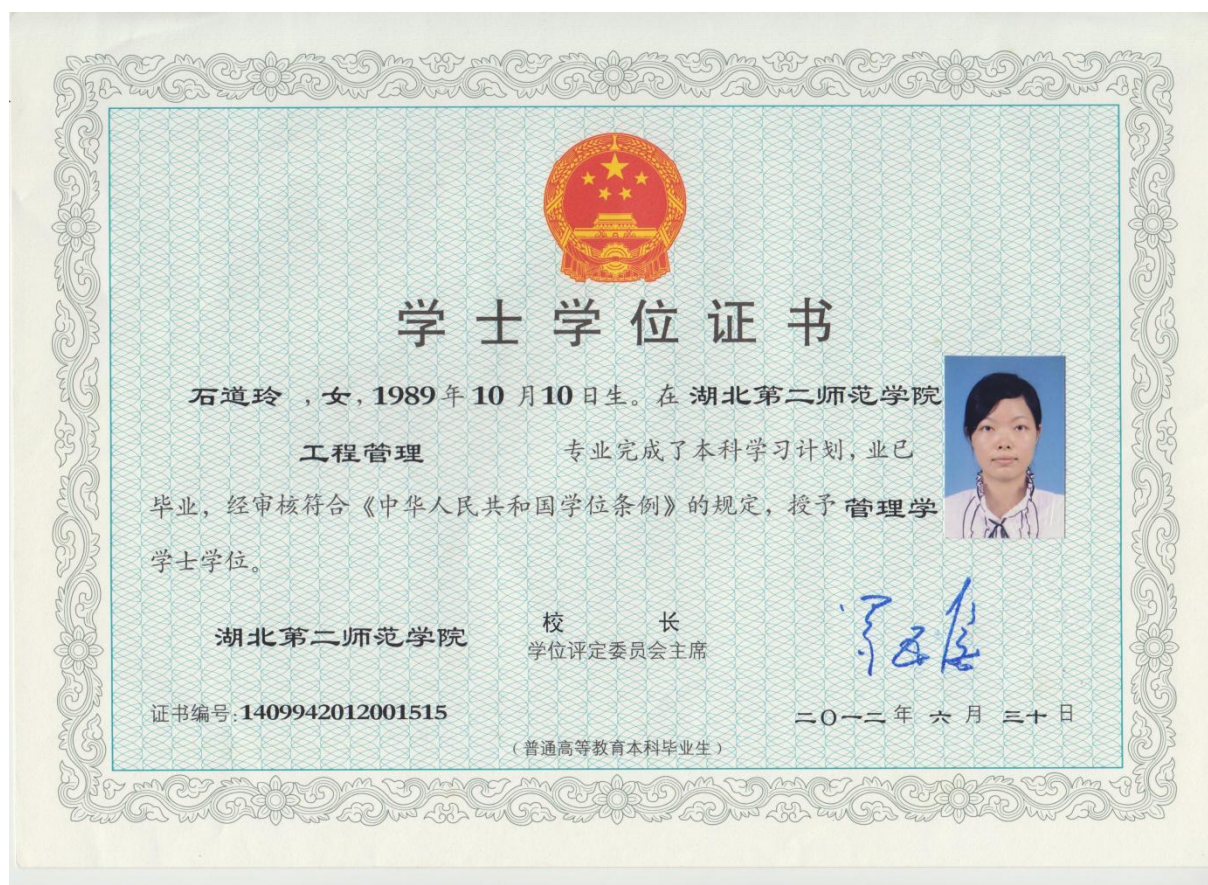 学士学位证书
石道玲 ，女，1989年10月10日生。在 湖北第二师范学院
工程管理 专业完成了本科学习计划，业已
毕业，经审核符合《中华人民共和国学位条例》的规定，授予 管理学
学士学位。
湖北第二师范学院
校 长
学位评定委员会主席
证书编号:1409942012001515
二〇一二年 六 月 三十 日
（普通高等教育本科毕业生）